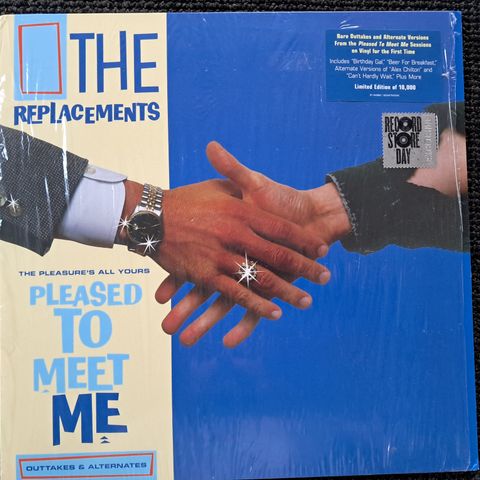 THE
REPLACEMENTS
Rare Outtakes and Alternate Versions
From the Pleased To Meet Me Sessions
on Vinyl for the First Time
Includes "Birthday Gal," "Beer For Breakfast,"
Alternate Versions of "Alex Chilton" and
"Can't Hardly Wait," Plus More
Limited Edition of 10,000
RECORD
STORE
DAY
THE PLEASURE'S ALL YOURS
PLEASED
TO
MEET
ME
OUTTAKES & ALTERNATES